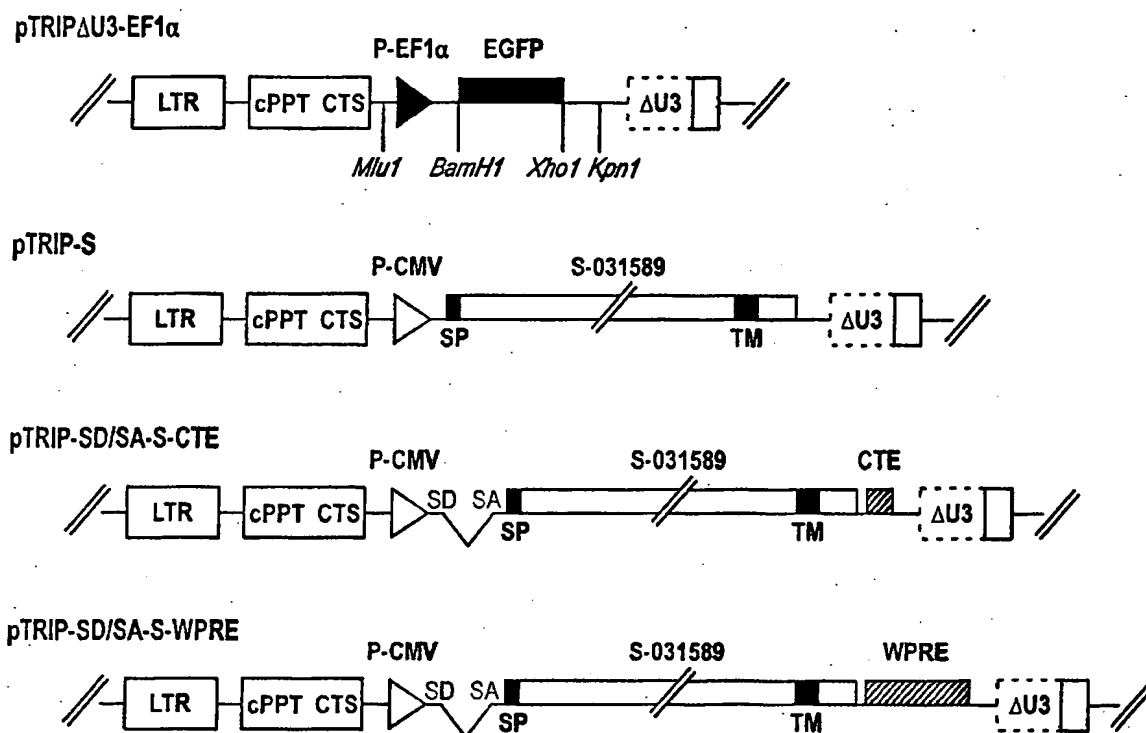 pTRIPΔU3-EF1α
P-EF1α EGFP
LTR cPPT CTS ΔU3
Mlu1 BamH1 Xho1 Kpn1
pTRIP-S
P-CMV S-031589
LTR cPPT CTS ΔU3
SP TM
pTRIP-SD/SA-S-CTE
P-CMV S-031589 CTE
SD SA
LTR cPPT CTS ΔU3
SP TM
pTRIP-SD/SA-S-WPRE
P-CMV S-031589 WPRE
SD SA
LTR cPPT CTS ΔU3
SP TM